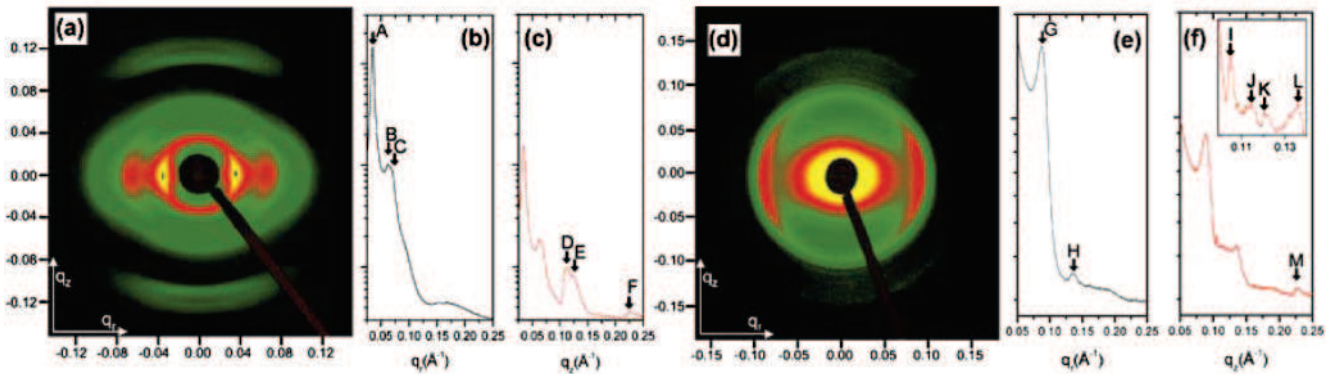 (a)
0.12
0.08
0.04
0.00
-0.04
-0.08
-0.12
qz
qr
-0.12 -0.08 -0.04 0.00 0.04 0.08 0.12
(b)
A
B
C
0.05 0.10 0.15 0.20 0.25
qr(Å⁻¹)
(c)
D
E
F
0.05 0.10 0.15 0.20 0.25
qz(Å⁻¹)
(d)
0.15
0.10
0.05
0.00
-0.05
-0.10
-0.15
qz
qr
-0.15 -0.10 -0.05 0.00 0.05 0.10 0.15
(e)
G
H
0.05 0.10 0.15 0.20 0.25
qr(Å⁻¹)
(f)
I
J
K
L
0.11 0.13
M
0.05 0.10 0.15 0.20 0.25
qz(Å⁻¹)